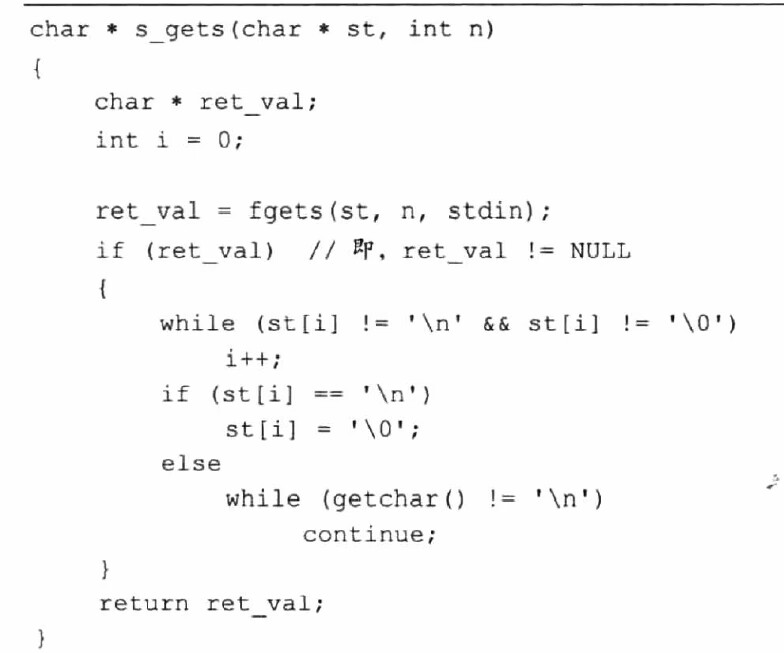 char * s_gets(char * st, int n)
{
    char * ret_val;
    int i = 0;

    ret_val = fgets(st, n, stdin);
    if (ret_val)  // 即, ret_val != NULL
    {
        while (st[i] != '\n' && st[i] != '\0')
            i++;
        if (st[i] == '\n')
            st[i] = '\0';
        else
            while (getchar() != '\n')
                continue;
    }
    return ret_val;
}